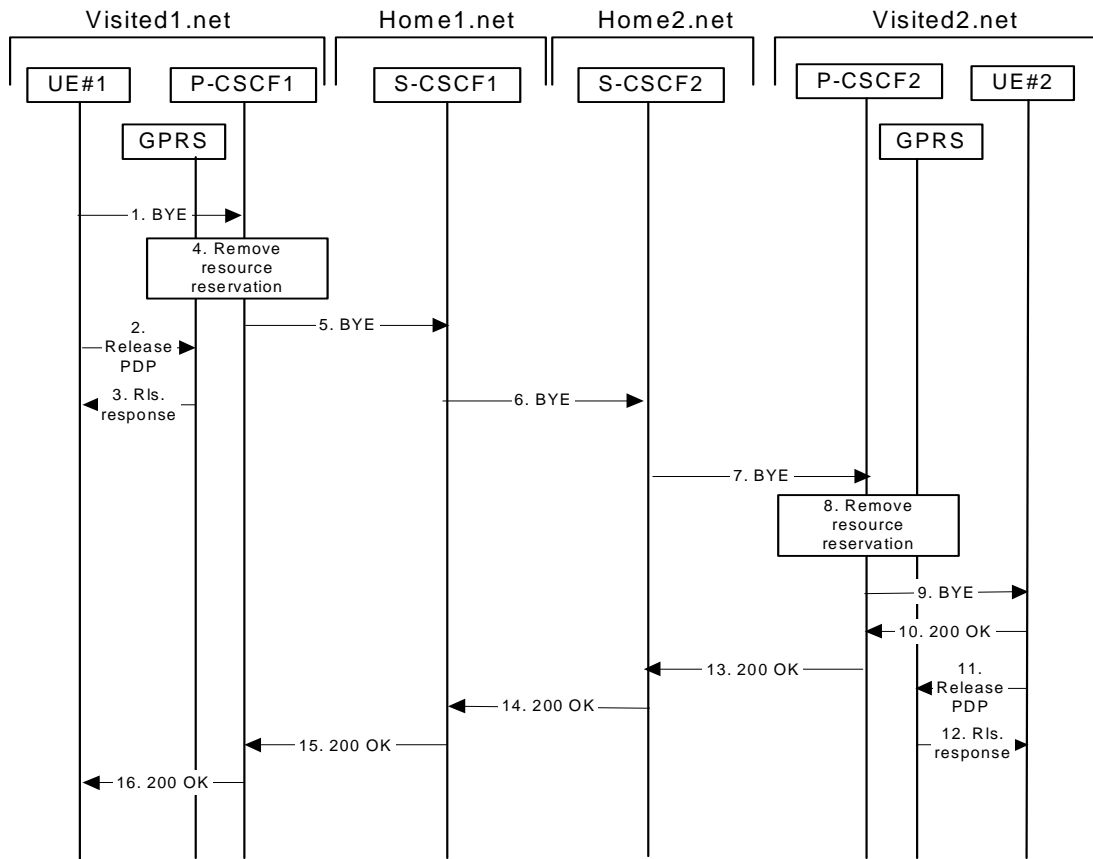 Visited1.net
Home1.net
Home2.net
Visited2.net
UE#1
P-CSCF1
S-CSCF1
S-CSCF2
P-CSCF2
UE#2
GPRS
GPRS
1. BYE
4. Remove
resource
reservation
5. BYE
2.
Release
PDP
3. Rls.
response
6. BYE
7. BYE
8. Remove
resource
reservation
9. BYE
10. 200 OK
13. 200 OK
11.
Release
PDP
14. 200 OK
12. Rls.
response
15. 200 OK
16. 200 OK